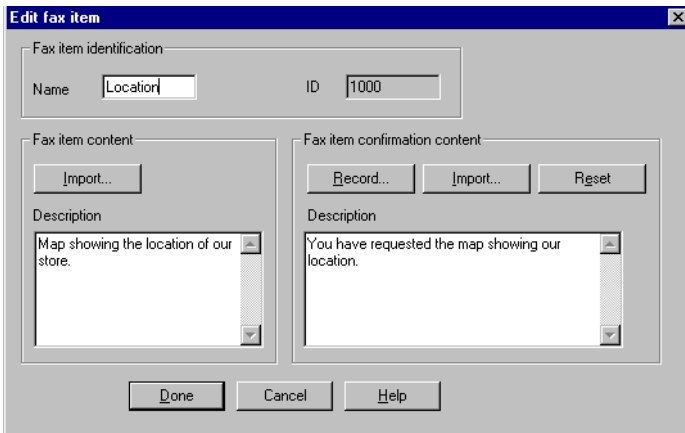 Edit fax item
Fax item identification
Name Location ID 1000
Fax item content Fax item confirmation content
Import... Record... Import... Reset
Description Description
Map showing the location of our You have requested the map showing our
store. location.
Done Cancel Help